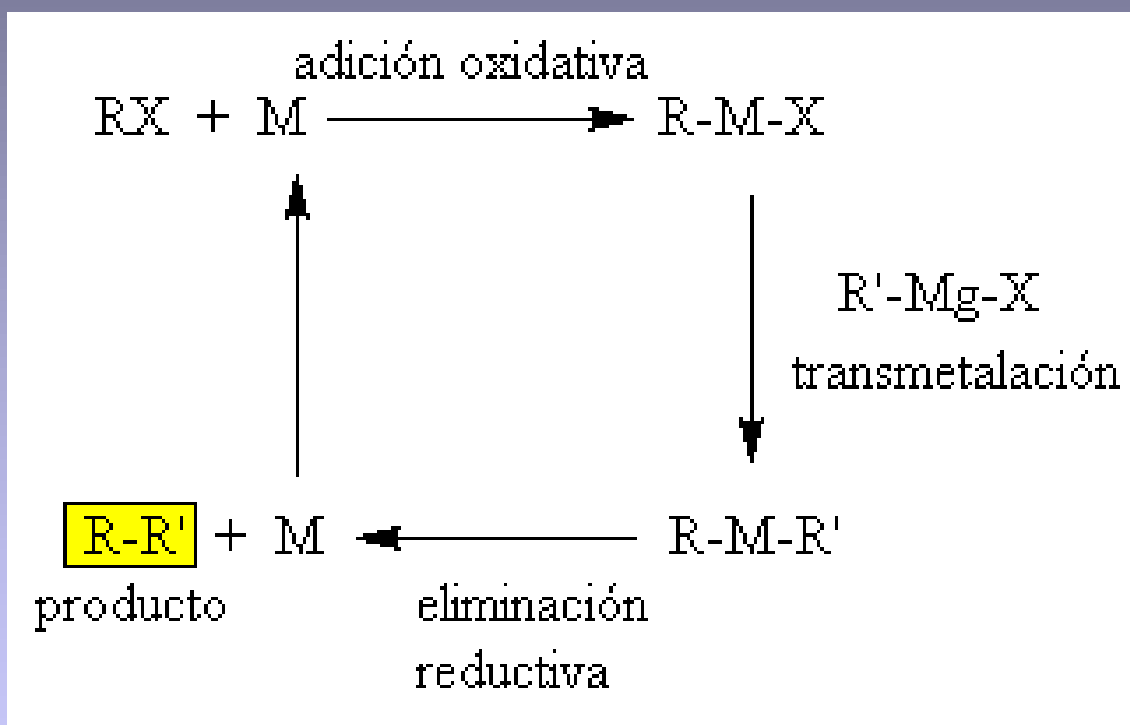 adición oxidativa
RX + M
R-M-X
R'-Mg-X
transmetalación
R-R' + M
R-M-R'
producto
eliminación
reductiva